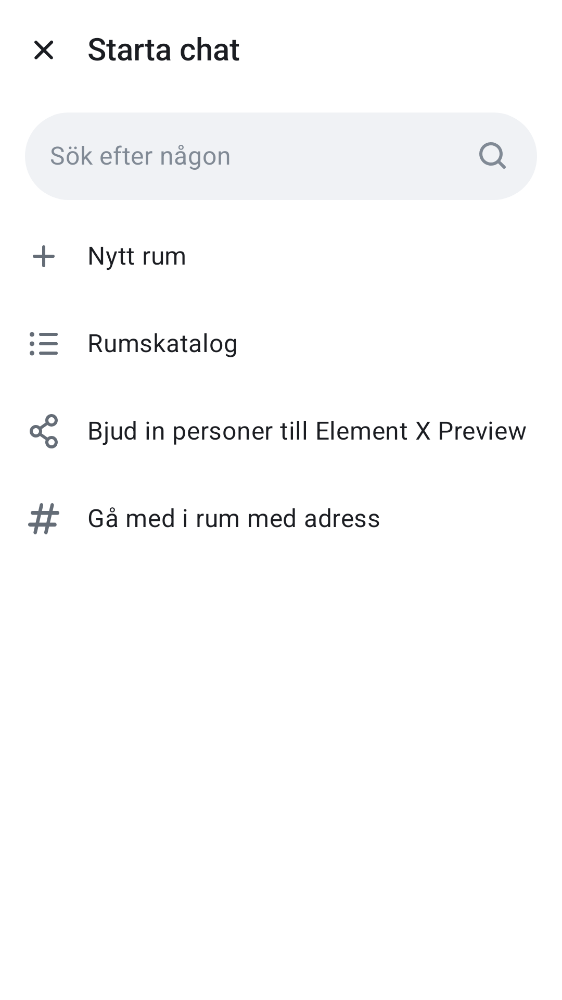 Starta chat
Sök efter någon
Nytt rum
Rumskatalog
Bjud in personer till Element X Preview
Gå med i rum med adress